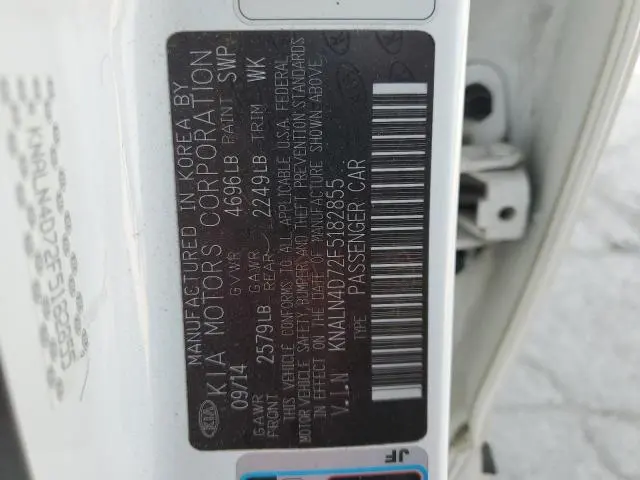 MANUFACTURED IN KOREA BY
KIA KIA MOTORS CORPORATION
09/14 GVWR 4696LB PAINT SWP
GAWR FRONT 2579LB GAWR REAR 2249LB TRIM WK
THIS VEHICLE CONFORMS TO ALL APPLICABLE U.S.A. FEDERAL
MOTOR VEHICLE SAFETY, BUMPER, AND THEFT PREVENTION STANDARDS
IN EFFECT ON THE DATE OF MANUFACTURE SHOWN ABOVE.
V.I.N KNALN4D72F5182855
TYPE PASSENGER CAR
JF
KNALN4D72F5182855